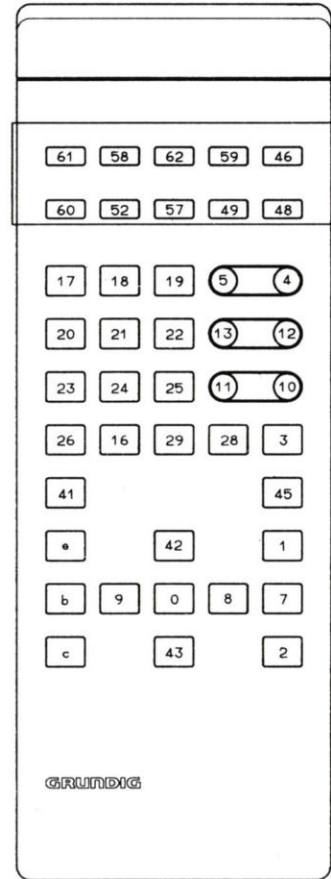 61 58 62 59 46
60 52 57 49 48
17 18 19 5 4
20 21 22 13 12
23 24 25 11 10
26 16 29 28 3
41 45
e 42 1
b 9 0 8 7
c 43 2
GRUNDIG